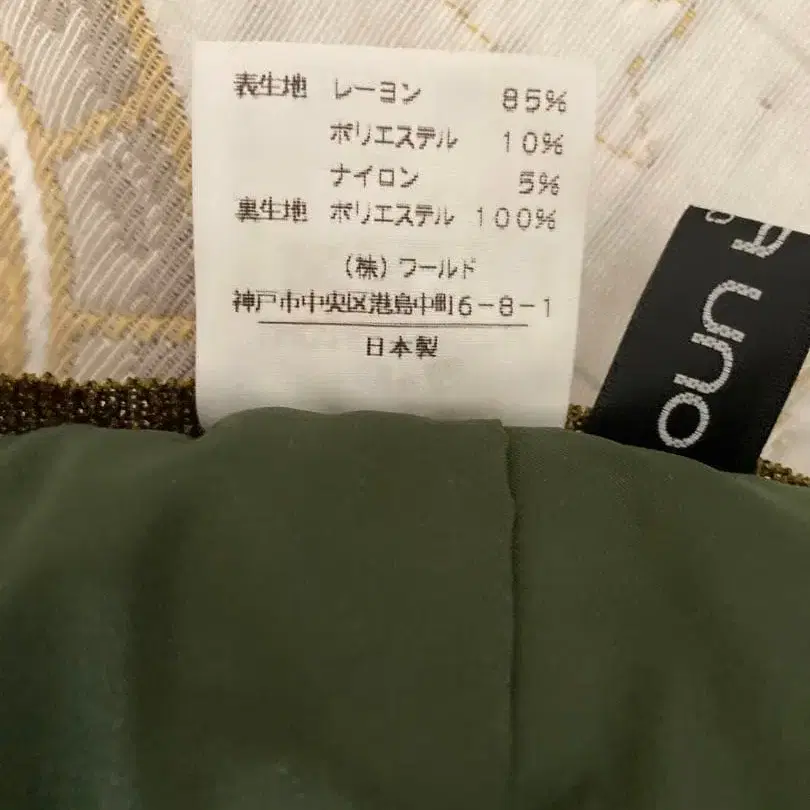 表生地 レーヨン 85%
ポリエステル 10%
ナイロン 5%
裏生地 ポリエステル 100%
(株) ワールド
神戸市中央区港島中町6-8-1
日本製
uno